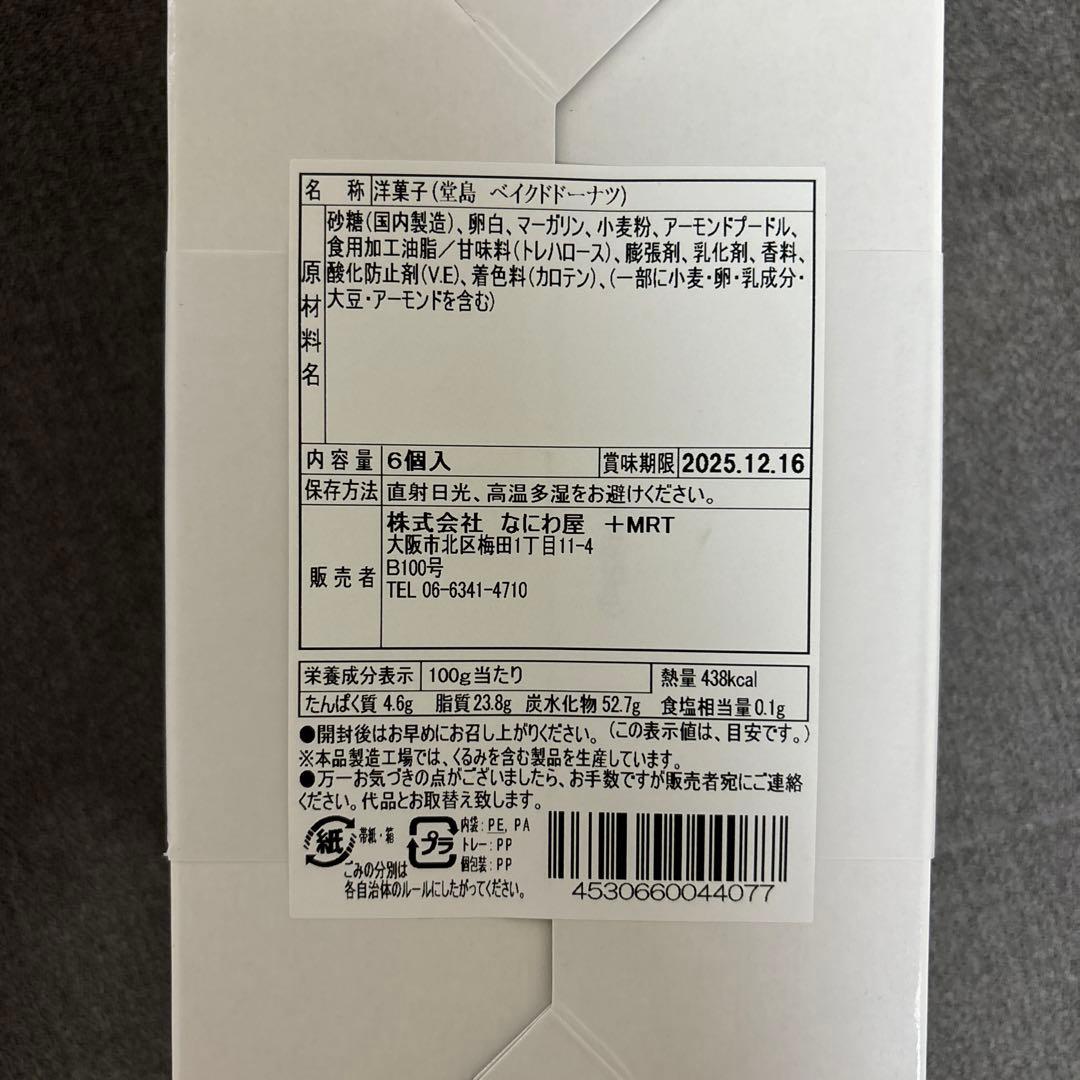 名 称 洋菓子(堂島 ベイクドドーナツ)
原材料名
砂糖(国内製造)、卵白、マーガリン、小麦粉、アーモンドプードル、
食用加工油脂/甘味料(トレハロース)、膨張剤、乳化剤、香料、
酸化防止剤(V.E)、着色料(カロテン)、(一部に小麦・卵・乳成分・
大豆・アーモンドを含む)
内容量 6個入 賞味期限 2025.12.16
保存方法 直射日光、高温多湿をお避けください。
販売者
株式会社 なにわ屋 +MRT
大阪市北区梅田1丁目11-4
B100号
TEL 06-6341-4710
栄養成分表示 100g当たり 熱量 438kcal
たんぱく質 4.6g 脂質 23.8g 炭水化物 52.7g 食塩相当量 0.1g
●開封後はお早めにお召し上がりください。(この表示値は、目安です。)
※本品製造工場では、くるみを含む製品を生産しています。
●万一お気づきの点がございましたら、お手数ですが販売者宛にご連絡
ください。代品とお取替え致します。
紙 帯紙・箱
プラ 内袋:PE, PA
トレー:PP
個包装:PP
ごみの分別は
各自治体のルールにしたがってください。
4530660044077